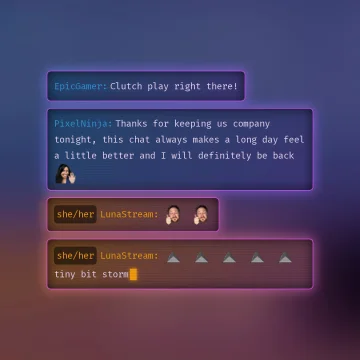 EpicGamer: Clutch play right there!
PixelNinja: Thanks for keeping us company
tonight, this chat always makes a long day feel
a little better and I will definitely be back
she/her LunaStream:
she/her LunaStream:
tiny bit storm